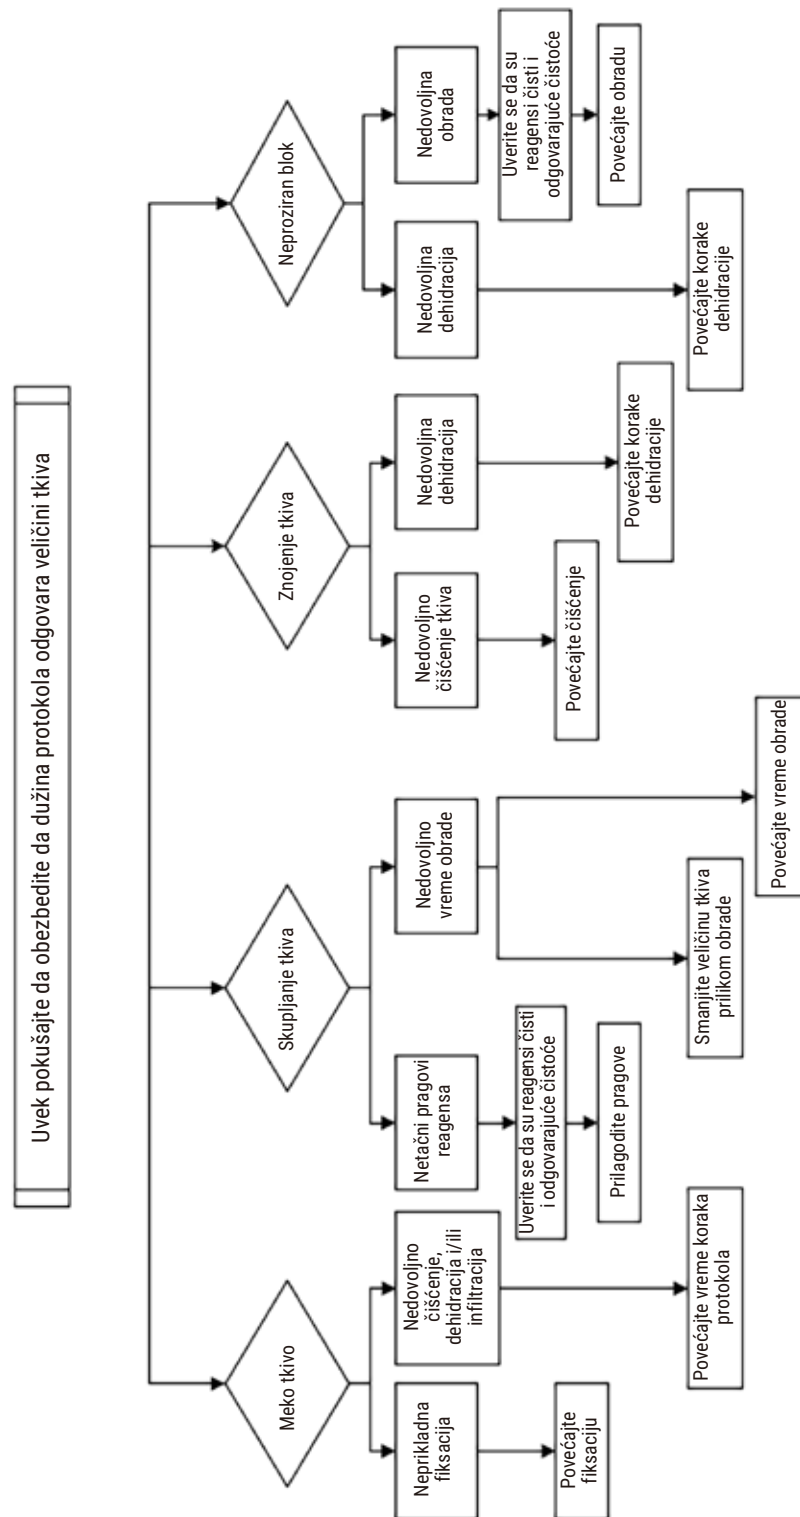 Uvek pokušajte da obezbedite da dužina protokola odgovara veličini tkiva
Meko tkivo
Skupljanje tkiva
Znojenje tkiva
Neproziran blok
Neprikladna
fiksacija
Nedovoljno
čišćenje,
dehidracija i/ili
infiltracija
Netačni pragovi
reagensa
Nedovoljno
vreme obrade
Nedovoljno
čišćenje tkiva
Nedovoljna
dehidracija
Nedovoljna
dehidracija
Nedovoljna
obrada
Povećajte
fiksaciju
Povećajte vreme koraka
protokola
Uverite se da su reagensi čisti
i odgovarajuće čistoće
Prilagodite pragove
Smanjite veličinu tkiva
prilikom obrade
Povećajte vreme obrade
Povećajte čišćenje
Povećajte korake
dehidracije
Povećajte korake
dehidracije
Uverite se da su
reagensi čisti i
odgovarajuće čistoće
Povećajte obradu